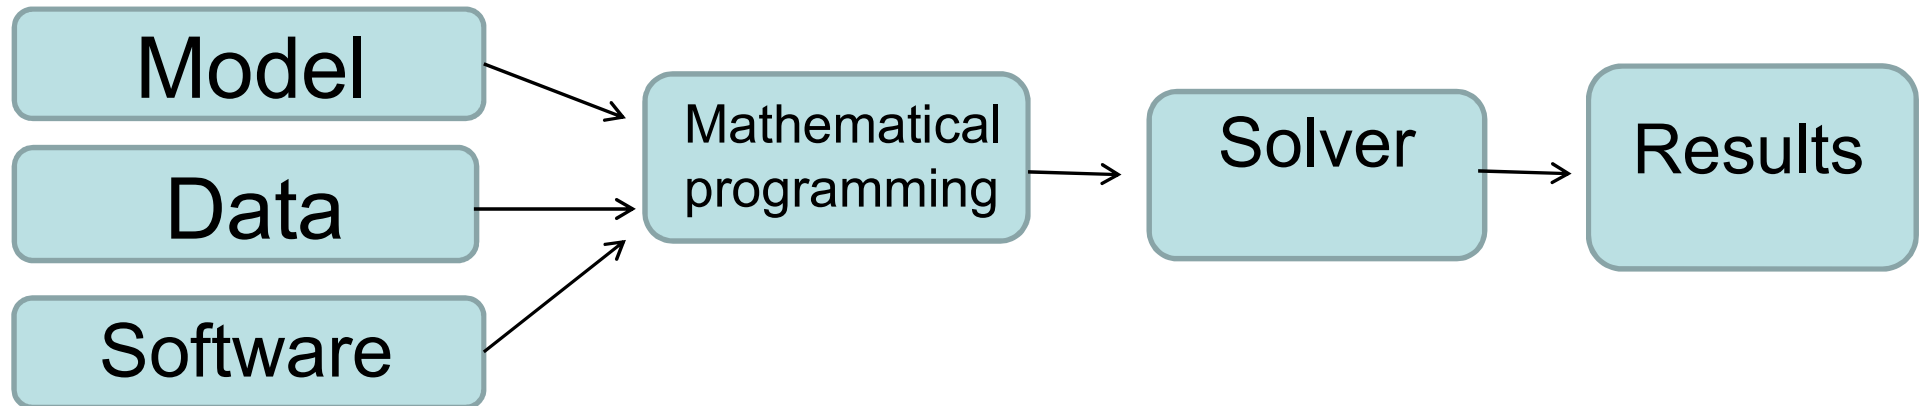 Model
Data
Software
Mathematical
programming
Solver
Results